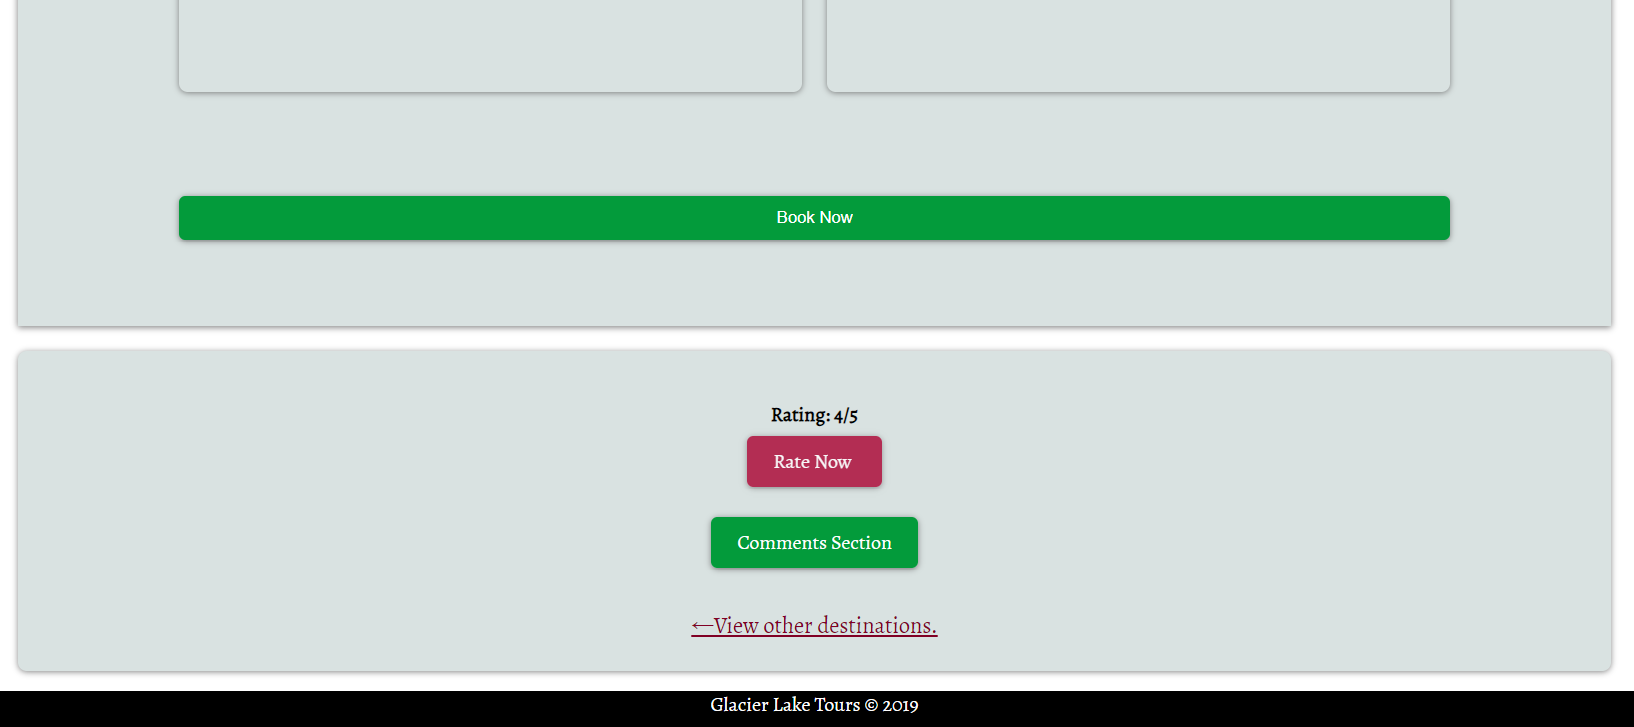 Book Now
Rating: 4/5
Rate Now
Comments Section
←View other destinations.
Glacier Lake Tours © 2019